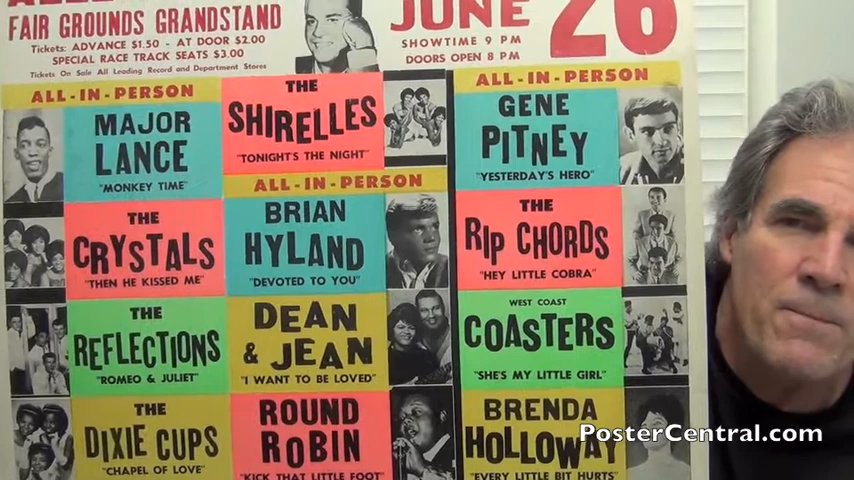 FAIR GROUNDS GRANDSTAND
Tickets: ADVANCE $1.50 - AT DOOR $2.00
SPECIAL RACE TRACK SEATS $3.00
Tickets On Sale All Leading Record and Department Stores
JUNE 26
SHOWTIME 9 PM
DOORS OPEN 8 PM
ALL-IN-PERSON
MAJOR
LANCE
"MONKEY TIME"
THE
CRYSTALS
"THEN HE KISSED ME"
THE
REFLECTIONS
"ROMEO & JULIET"
THE
DIXIE CUPS
"CHAPEL OF LOVE"
THE
SHIRELLES
"TONIGHT'S THE NIGHT"
ALL-IN-PERSON
BRIAN
HYLAND
"DEVOTED TO YOU"
DEAN
& JEAN
"I WANT TO BE LOVED"
ROUND
ROBIN
"KICK THAT LITTLE FOOT
ALL-IN-PERSON
GENE
PITNEY
"YESTERDAY'S HERO"
THE
RIP CHORDS
"HEY LITTLE COBRA"
WEST COAST
COASTERS
"SHE'S MY LITTLE GIRL"
BRENDA
HOLLOWAY
"EVERY LITTLE BIT HURTS"
PosterCentral.com